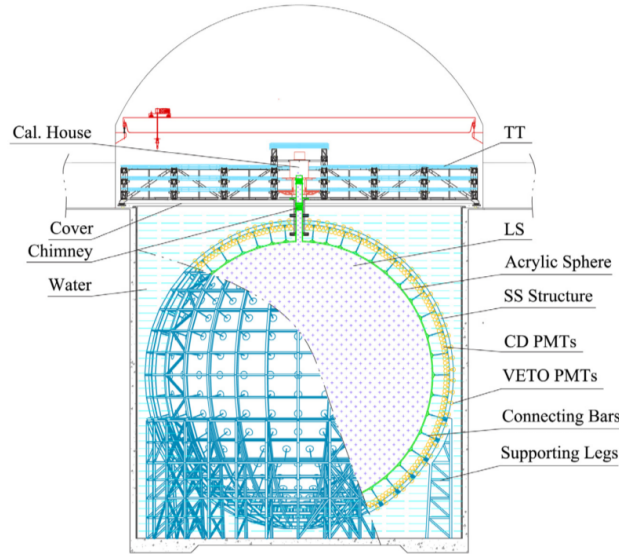 Cal. House
TT
Cover
Chimney
Water
LS
Acrylic Sphere
SS Structure
CD PMTs
VETO PMTs
Connecting Bars
Supporting Legs